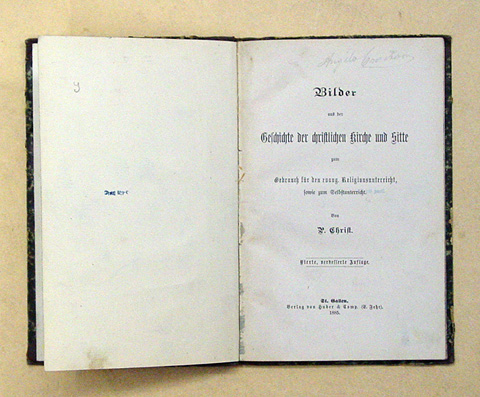 Bilder
aus der
Geschichte der christlichen Kirche und Sitte
zum
Gebrauch für den evang. Religionsunterricht,
sowie zum Selbstunterricht.
Von
P. Christ.
Vierte, verbesserte Auflage.
St. Gallen.
Verlag von Huber & Comp. (E. Fehr).